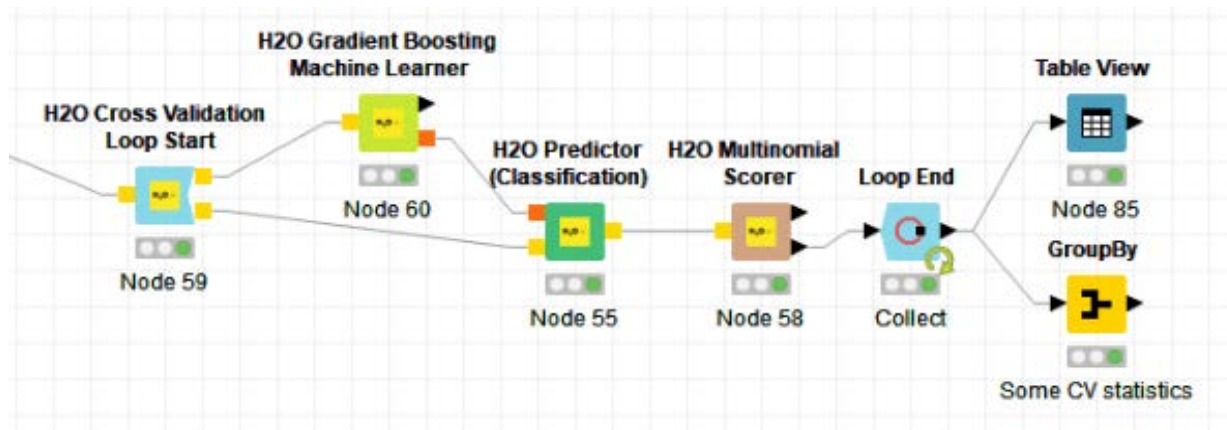 H2O Gradient Boosting
Machine Learner
Node 60
H2O Cross Validation
Loop Start
Node 59
H2O Predictor
(Classification)
Node 55
H2O Multinomial
Scorer
Node 58
Loop End
Collect
Table View
Node 85
GroupBy
Some CV statistics